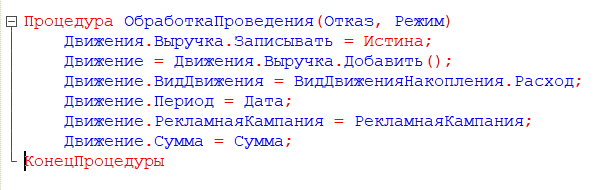 Процедура ОбработкаПроведения(Отказ, Режим)
Движения.Выручка.Записывать = Истина;
Движение = Движения.Выручка.Добавить();
Движение.ВидДвижения = ВидДвиженияНакопления.Расход;
Движение.Период = Дата;
Движение.РекламнаяКампания = РекламнаяКампания;
Движение.Сумма = Сумма;
КонецПроцедуры